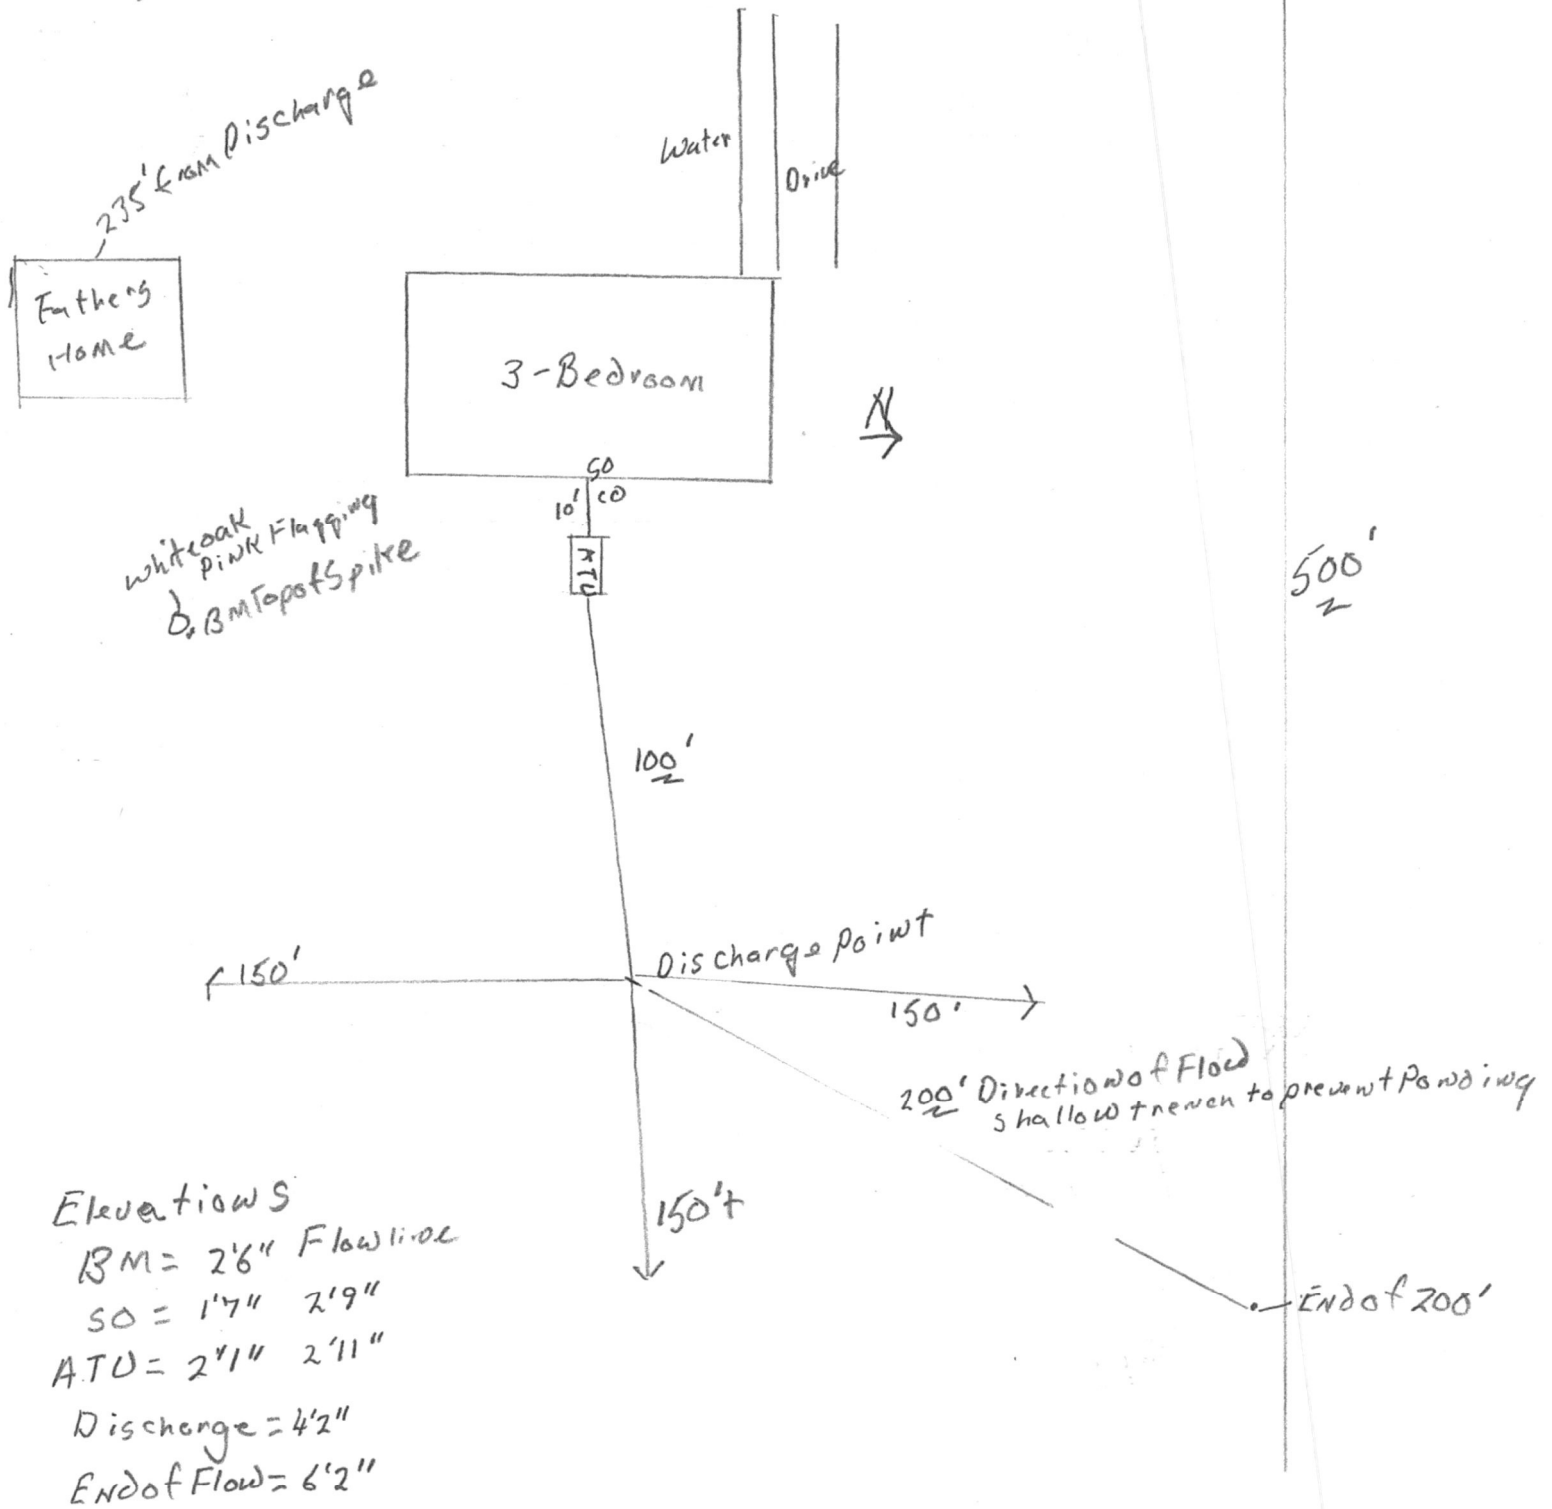 235' from Discharge
Water
Drive
Fathers
Home
3-Bedroom
N
SO
10' CO
ATU
whiteoak
Pink Flagging
BM Top of Spike
500'
100'
Discharge Point
150'
150'
200' Direction of Flow
shallow trench to prevent Ponding
150'+
End of 200'
Elevations
BM = 2'6" Flowline
SO = 1'7" 2'9"
ATU = 2'1" 2'11"
Discharge = 4'2"
End of Flow = 6'2"